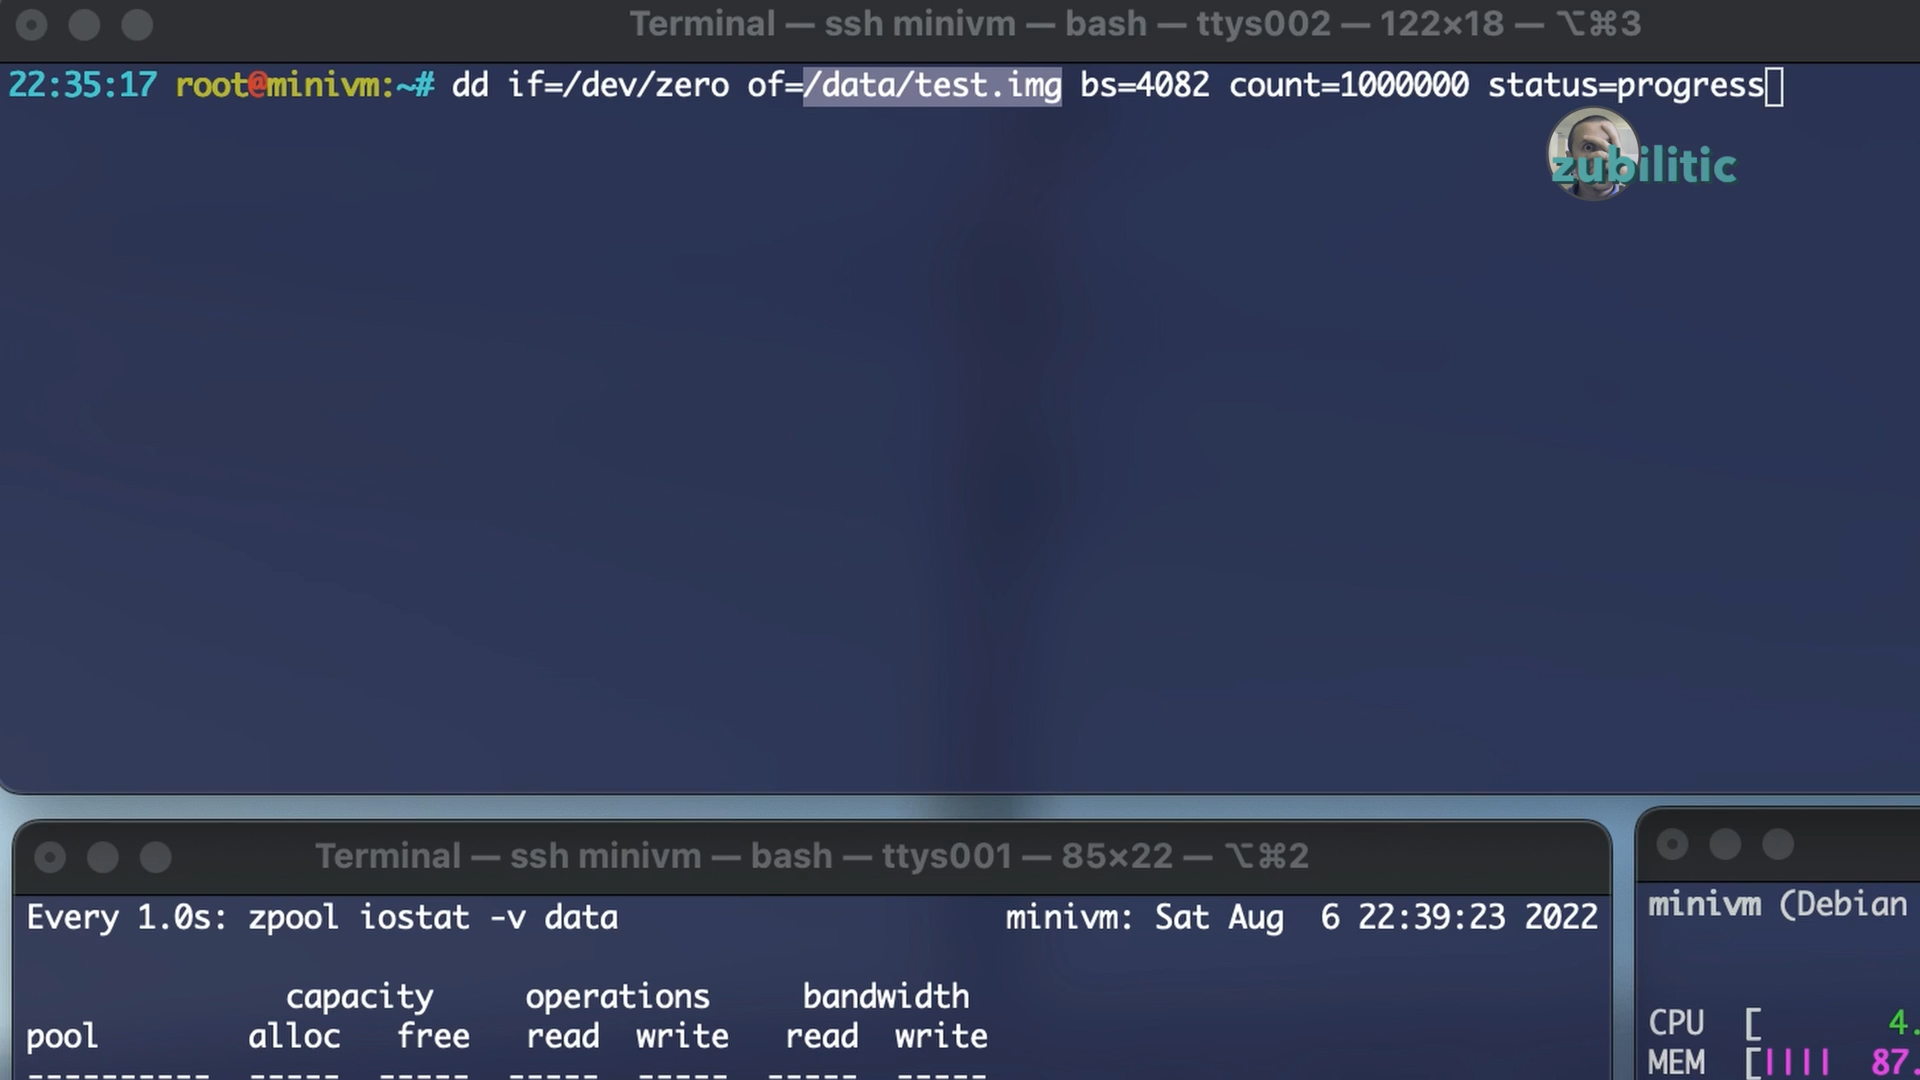 Terminal — ssh minivm — bash — ttys002 — 122×18 — ⌥⌘3
22:35:17 root@minivm:~# dd if=/dev/zero of=/data/test.img bs=4082 count=1000000 status=progress
zubilitic
Terminal — ssh minivm — bash — ttys001 — 85×22 — ⌥⌘2
Every 1.0s: zpool iostat -v data minivm: Sat Aug 6 22:39:23 2022
capacity operations bandwidth
pool alloc free read write read write
---------- ----- ----- ----- ----- ----- -----
minivm (Debian
CPU [ 4.
MEM [|||| 87.